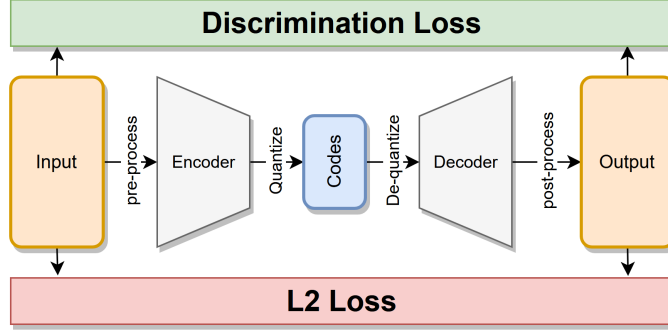 Discrimination Loss
Input
pre-process
Encoder
Quantize
Codes
De-quantize
Decoder
post-process
Output
L2 Loss